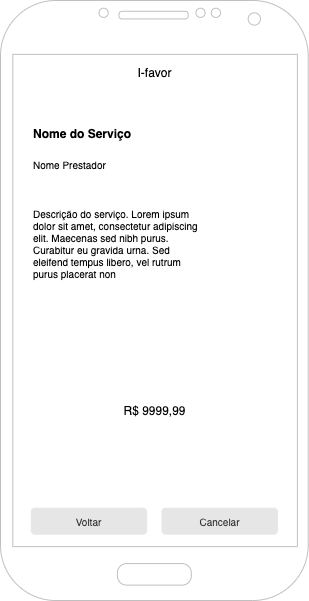 I-favor
Nome do Serviço
Nome Prestador
Descrição do serviço. Lorem ipsum
dolor sit amet, consectetur adipiscing
elit. Maecenas sed nibh purus.
Curabitur eu gravida urna. Sed
eleifend tempus libero, vel rutrum
purus placerat non
R$ 9999,99
Voltar
Cancelar